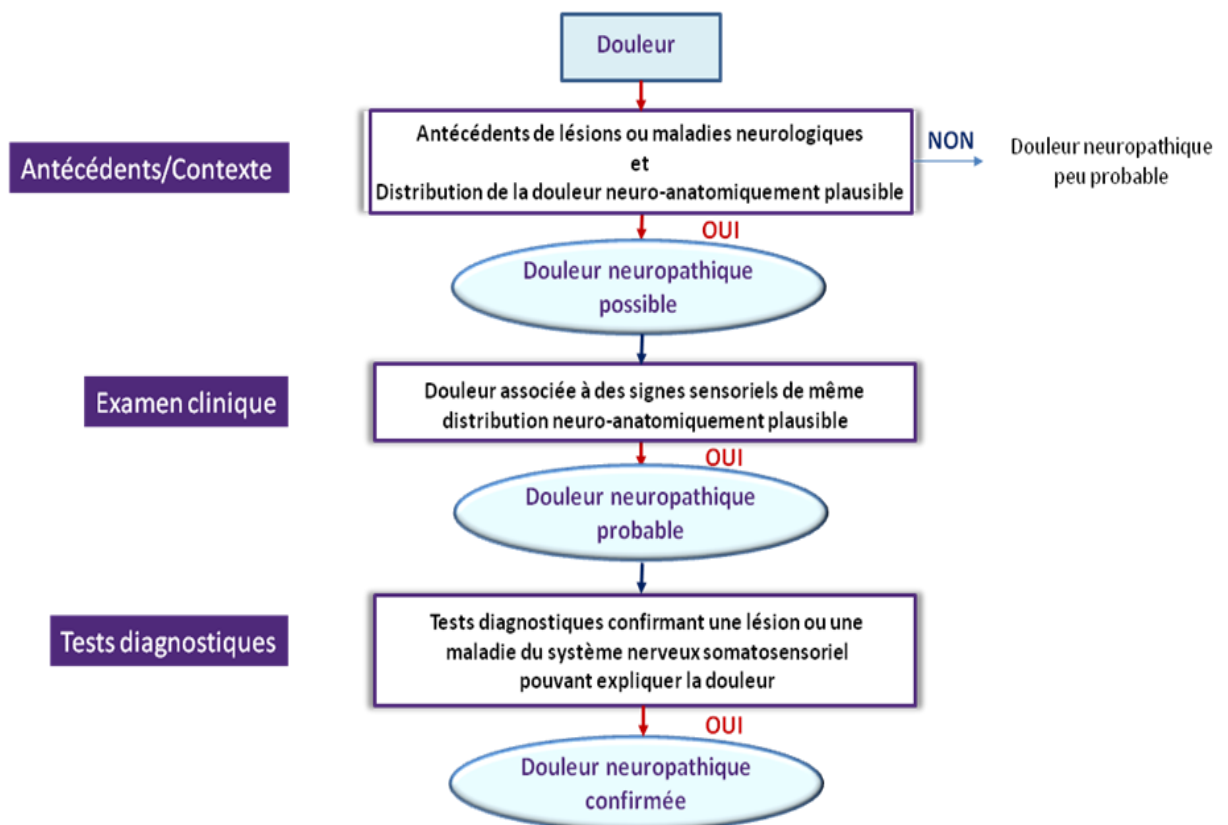 Douleur
Antécédents/Contexte
Antécédents de lésions ou maladies neurologiques
et
Distribution de la douleur neuro-anatomiquement plausible
NON
Douleur neuropathique
peu probable
OUI
Douleur neuropathique
possible
Examen clinique
Douleur associée à des signes sensoriels de même
distribution neuro-anatomiquement plausible
OUI
Douleur neuropathique
probable
Tests diagnostiques
Tests diagnostiques confirmant une lésion ou une
maladie du système nerveux somatosensoriel
pouvant expliquer la douleur
OUI
Douleur neuropathique
confirmée